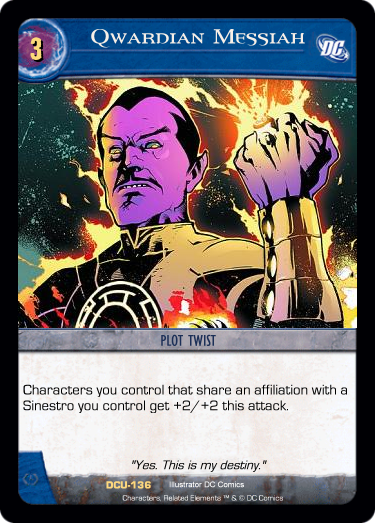 3
Qwardian Messiah
DC
PLOT TWIST
Characters you control that share an affiliation with a
Sinestro you control get +2/+2 this attack.
"Yes. This is my destiny."
DCU-136 Illustrator DC Comics
Characters, Related Elements ™ & © DC Comics